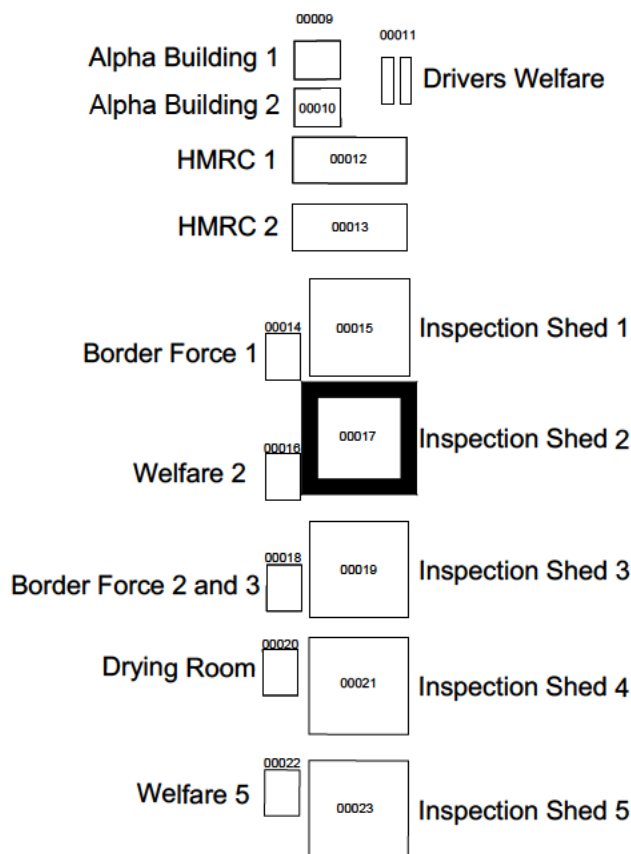 00009
00011
Alpha Building 1
Drivers Welfare
Alpha Building 2
00010
HMRC 1
00012
HMRC 2
00013
00014
00015
Inspection Shed 1
Border Force 1
00017
Inspection Shed 2
00016
Welfare 2
00018
00019
Inspection Shed 3
Border Force 2 and 3
00020
Drying Room
00021
Inspection Shed 4
00022
Welfare 5
00023
Inspection Shed 5